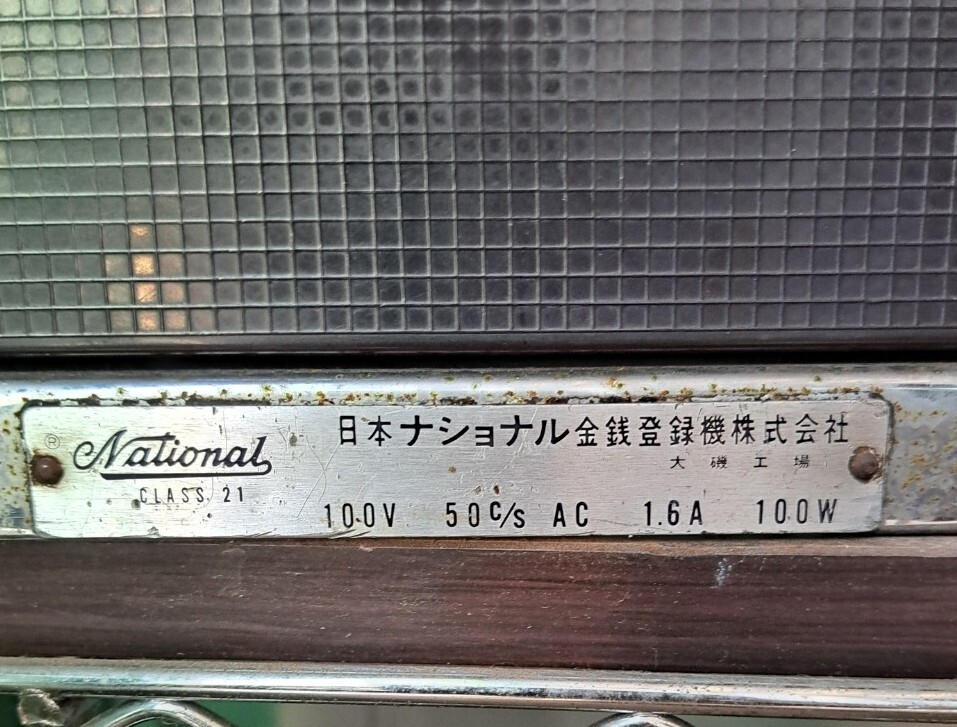 ® National
CLASS 21
日本ナショナル金銭登録機株式会社
大磯工場
100V 50c/s AC 1.6A 100W